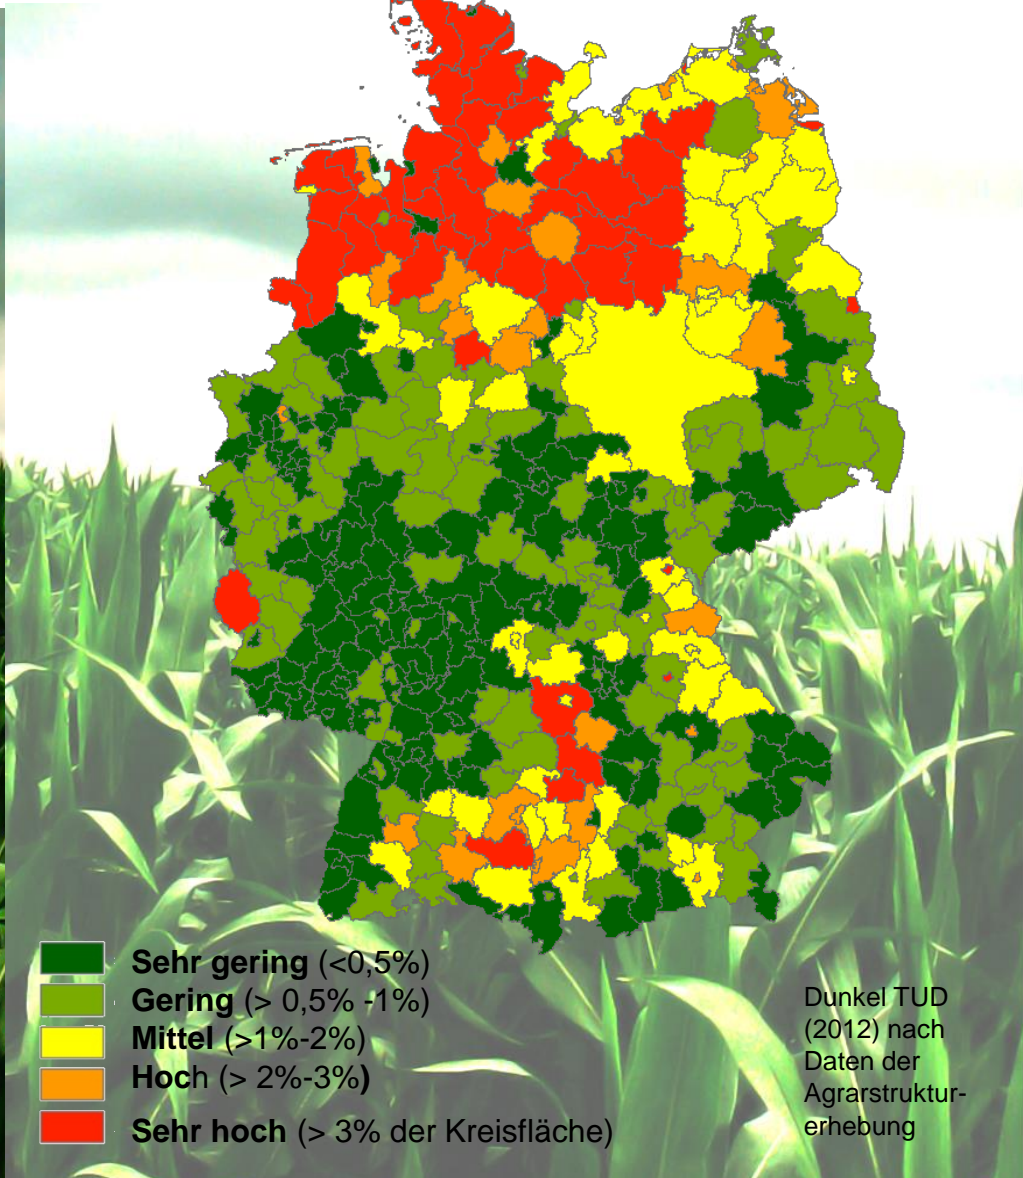 Sehr gering (<0,5%)
Gering (> 0,5% -1%)
Mittel (>1%-2%)
Hoch (> 2%-3%)
Sehr hoch (> 3% der Kreisfläche)
Dunkel TUD
(2012) nach
Daten der
Agrarstruktur-
erhebung